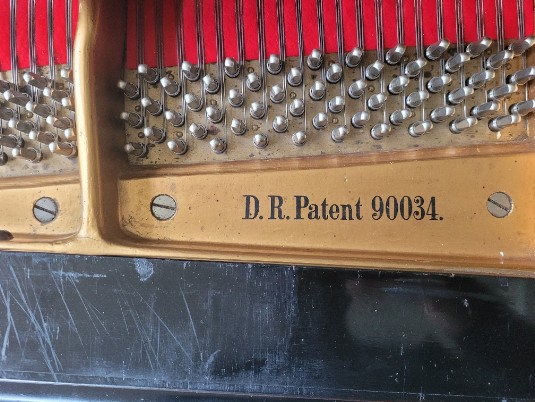 D. R. Patent 90034.